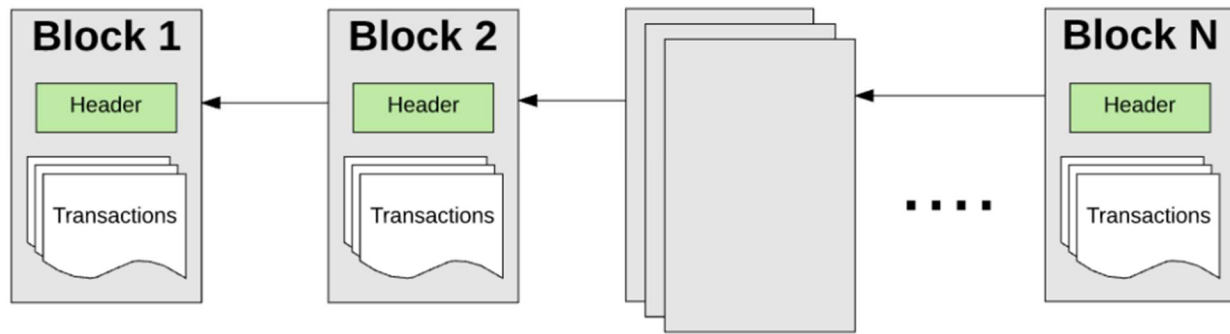 Block 1
Header
Transactions
Block 2
Header
Transactions
....
Block N
Header
Transactions